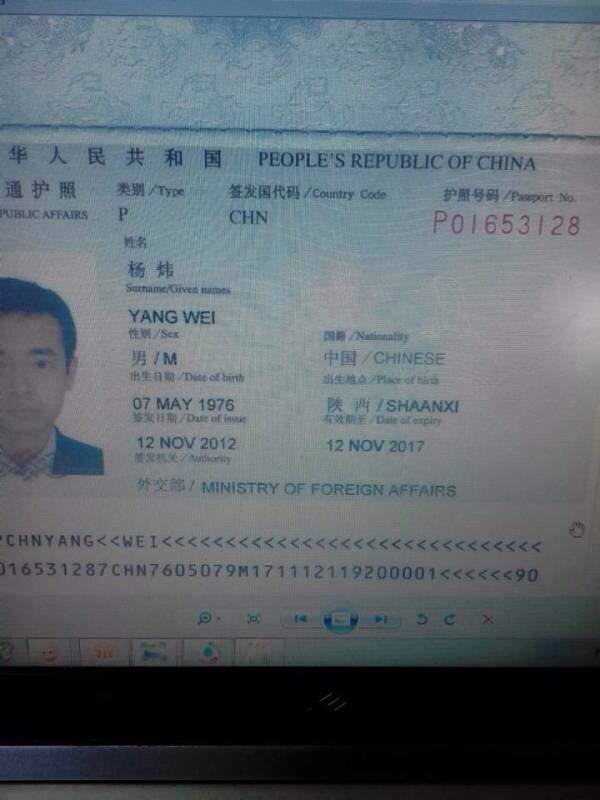 华人民共和国 PEOPLE'S REPUBLIC OF CHINA
通护照 类别/Type 签发国代码/Country Code 护照号码/Passport No.
PUBLIC AFFAIRS P CHN P01653128
姓名
杨炜
Surname/Given names
YANG WEI
性别/Sex 国籍/Nationality
男/M 中国/CHINESE
出生日期/Date of birth 出生地点/Place of birth
07 MAY 1976 陕西/SHAANXI
签发日期/Date of issue 有效期至/Date of expiry
12 NOV 2012 12 NOV 2017
签发机关/Authority
外交部/MINISTRY OF FOREIGN AFFAIRS
PCHNYANG<<WEI<<<<<<<<<<<<<<<<<<<<<<<<<<<<<<
016531287CHN7605079M171112119200001<<<<<<90